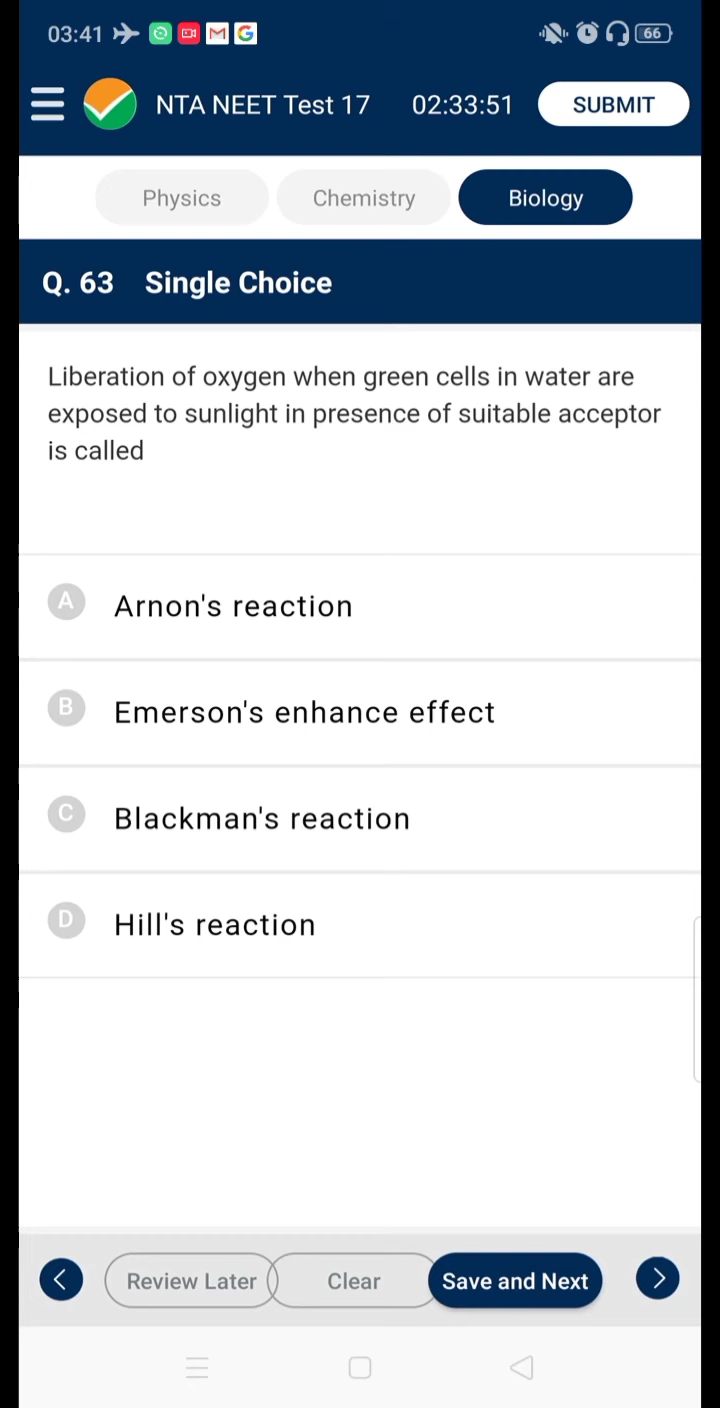 03:41
66
NTA NEET Test 17 02:33:51 SUBMIT
Physics Chemistry Biology
Q. 63 Single Choice
Liberation of oxygen when green cells in water are
exposed to sunlight in presence of suitable acceptor
is called
A Arnon's reaction
B Emerson's enhance effect
C Blackman's reaction
D Hill's reaction
Review Later Clear Save and Next